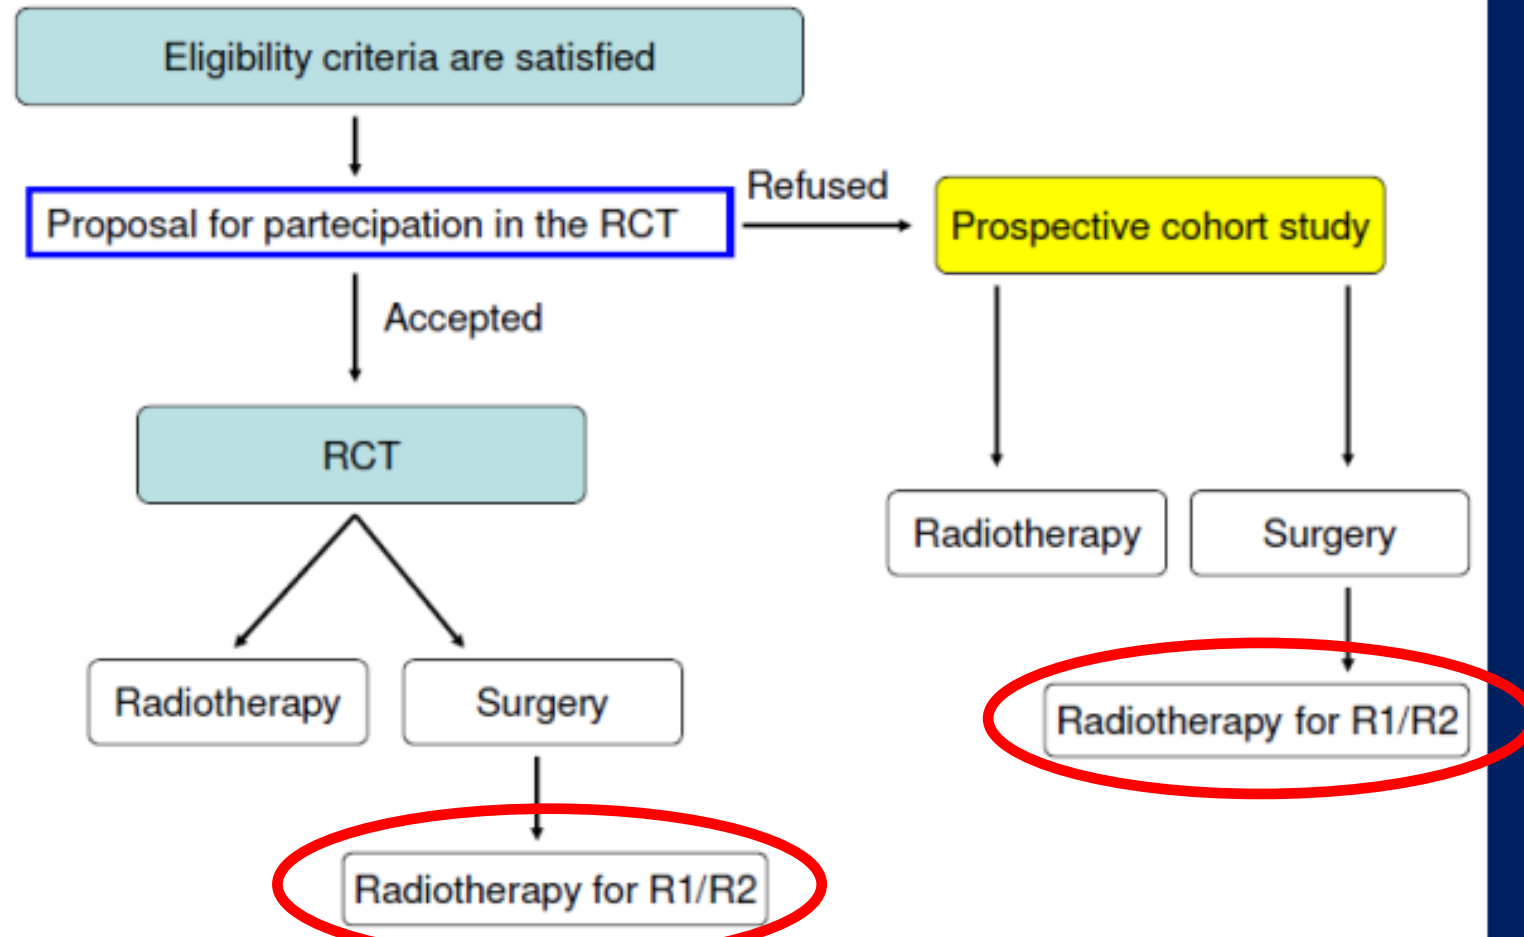 Eligibility criteria are satisfied
Proposal for partecipation in the RCT
Refused
Prospective cohort study
Accepted
RCT
Radiotherapy
Surgery
Radiotherapy
Surgery
Radiotherapy for R1/R2
Radiotherapy for R1/R2